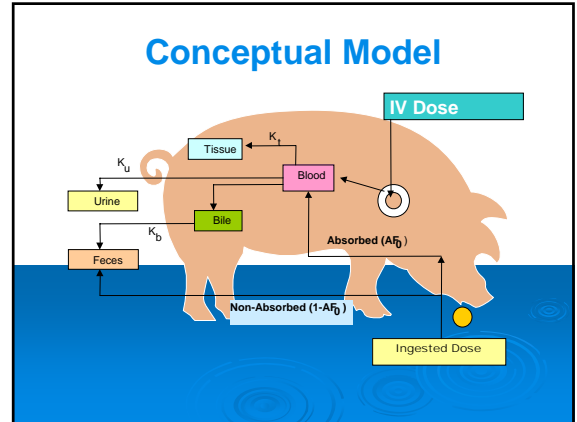 Conceptual Model
IV Dose
Tissue
Kt
Ku
Blood
Urine
Bile
Kb
Absorbed (AF0)
Feces
Non-Absorbed (1-AF0)
Ingested Dose